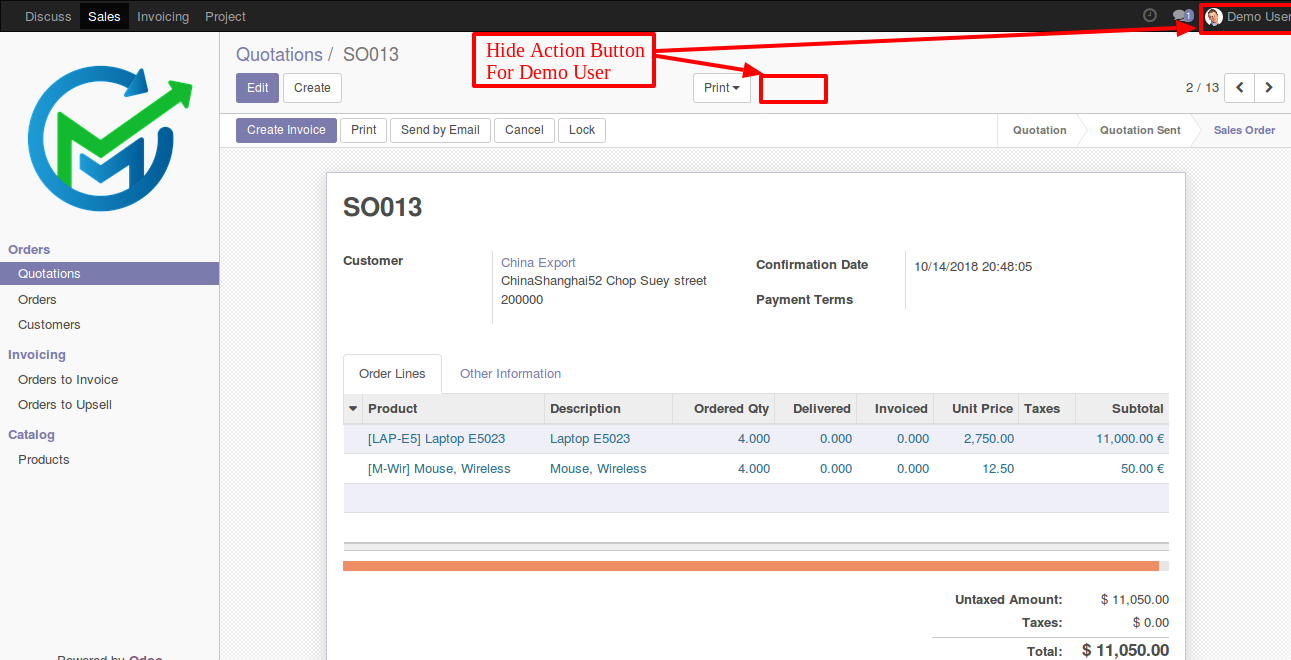 Discuss Sales Invoicing Project 1 Demo User
Quotations / SO013
Hide Action Button
For Demo User
Edit Create Print 2 / 13
Create Invoice Print Send by Email Cancel Lock Quotation Quotation Sent Sales Order
Orders
Quotations
Orders
Customers
Invoicing
Orders to Invoice
Orders to Upsell
Catalog
Products
Powered by Odoo
SO013
Customer China Export
ChinaShanghai52 Chop Suey street
200000
Confirmation Date 10/14/2018 20:48:05
Payment Terms
Order Lines Other Information
Product Description Ordered Qty Delivered Invoiced Unit Price Taxes Subtotal
[LAP-E5] Laptop E5023 Laptop E5023 4.000 0.000 0.000 2,750.00 11,000.00 €
[M-Wir] Mouse, Wireless Mouse, Wireless 4.000 0.000 0.000 12.50 50.00 €
Untaxed Amount: $ 11,050.00
Taxes: $ 0.00
Total: $ 11,050.00